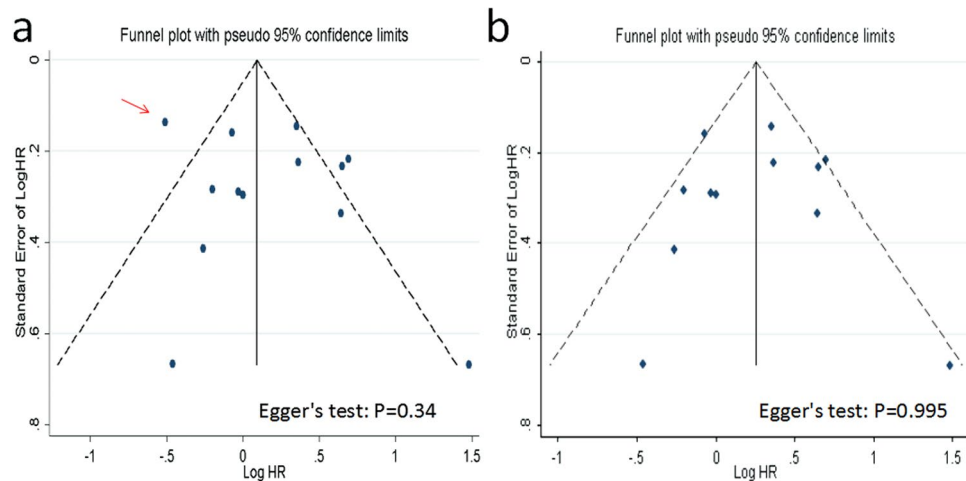 a
Funnel plot with pseudo 95% confidence limits
Standard Error of LogHR
0
.2
.4
.6
.8
Egger's test: P=0.34
-1
-.5
0
.5
1
1.5
Log HR
b
Funnel plot with pseudo 95% confidence limits
Standard Error of LogHR
0
.2
.4
.6
.8
Egger's test: P=0.995
-1
-.5
0
.5
1
1.5
Log HR